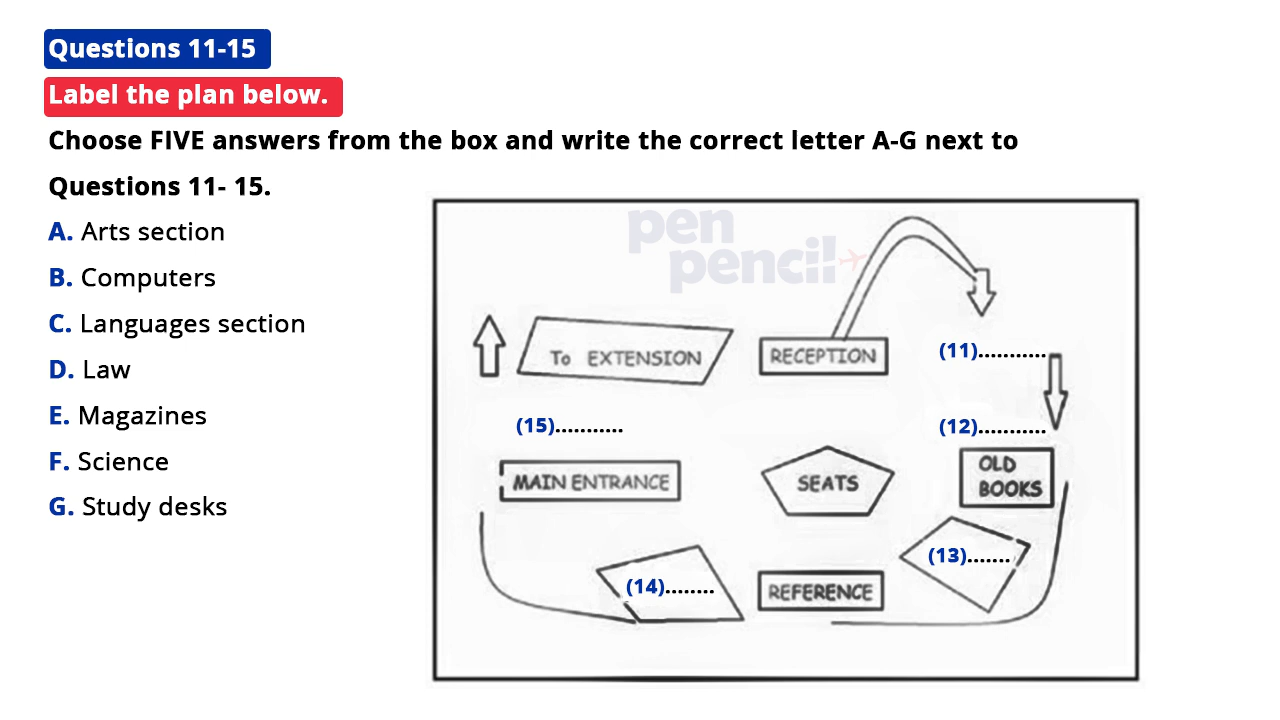 Questions 11-15
Label the plan below.
Choose FIVE answers from the box and write the correct letter A-G next to
Questions 11- 15.
A. Arts section
B. Computers
C. Languages section
D. Law
E. Magazines
F. Science
G. Study desks
pen
pencil
To EXTENSION
RECEPTION
(11)...........
(15)...........
(12)...........
MAIN ENTRANCE
SEATS
OLD
BOOKS
(13).......
(14)........
REFERENCE